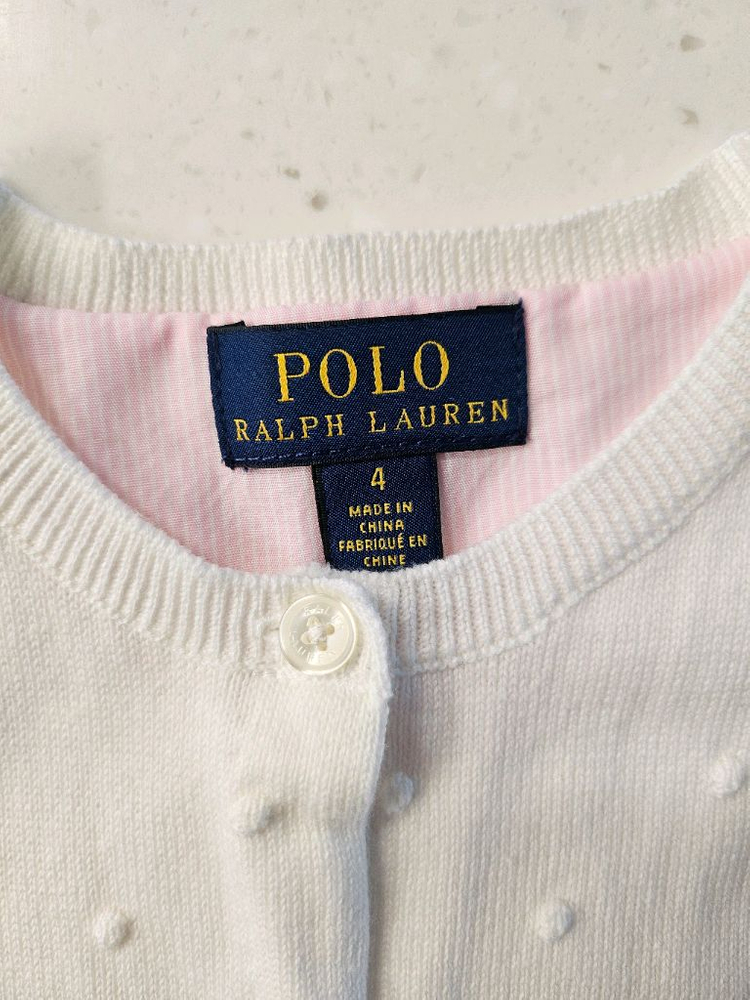 POLO
RALPH LAUREN
4
MADE IN
CHINA
FABRIQUÉ EN
CHINE